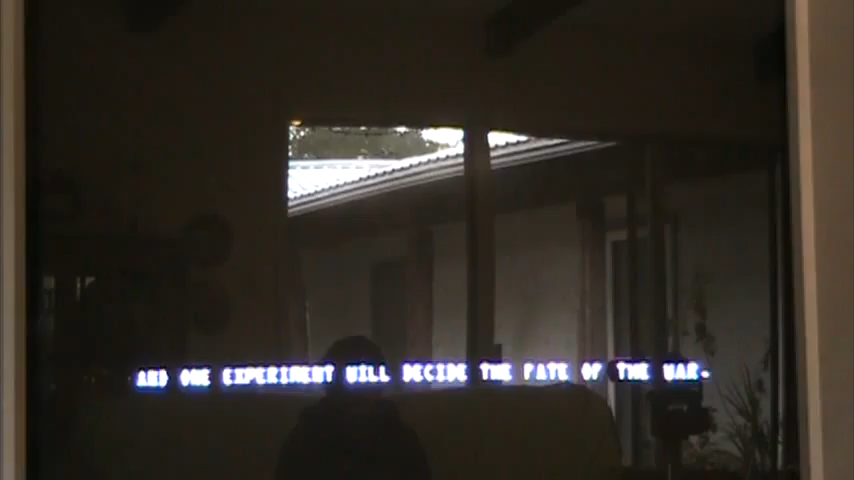 AND ONE EXPERIMENT WILL DECIDE THE FATE OF THE WAR.